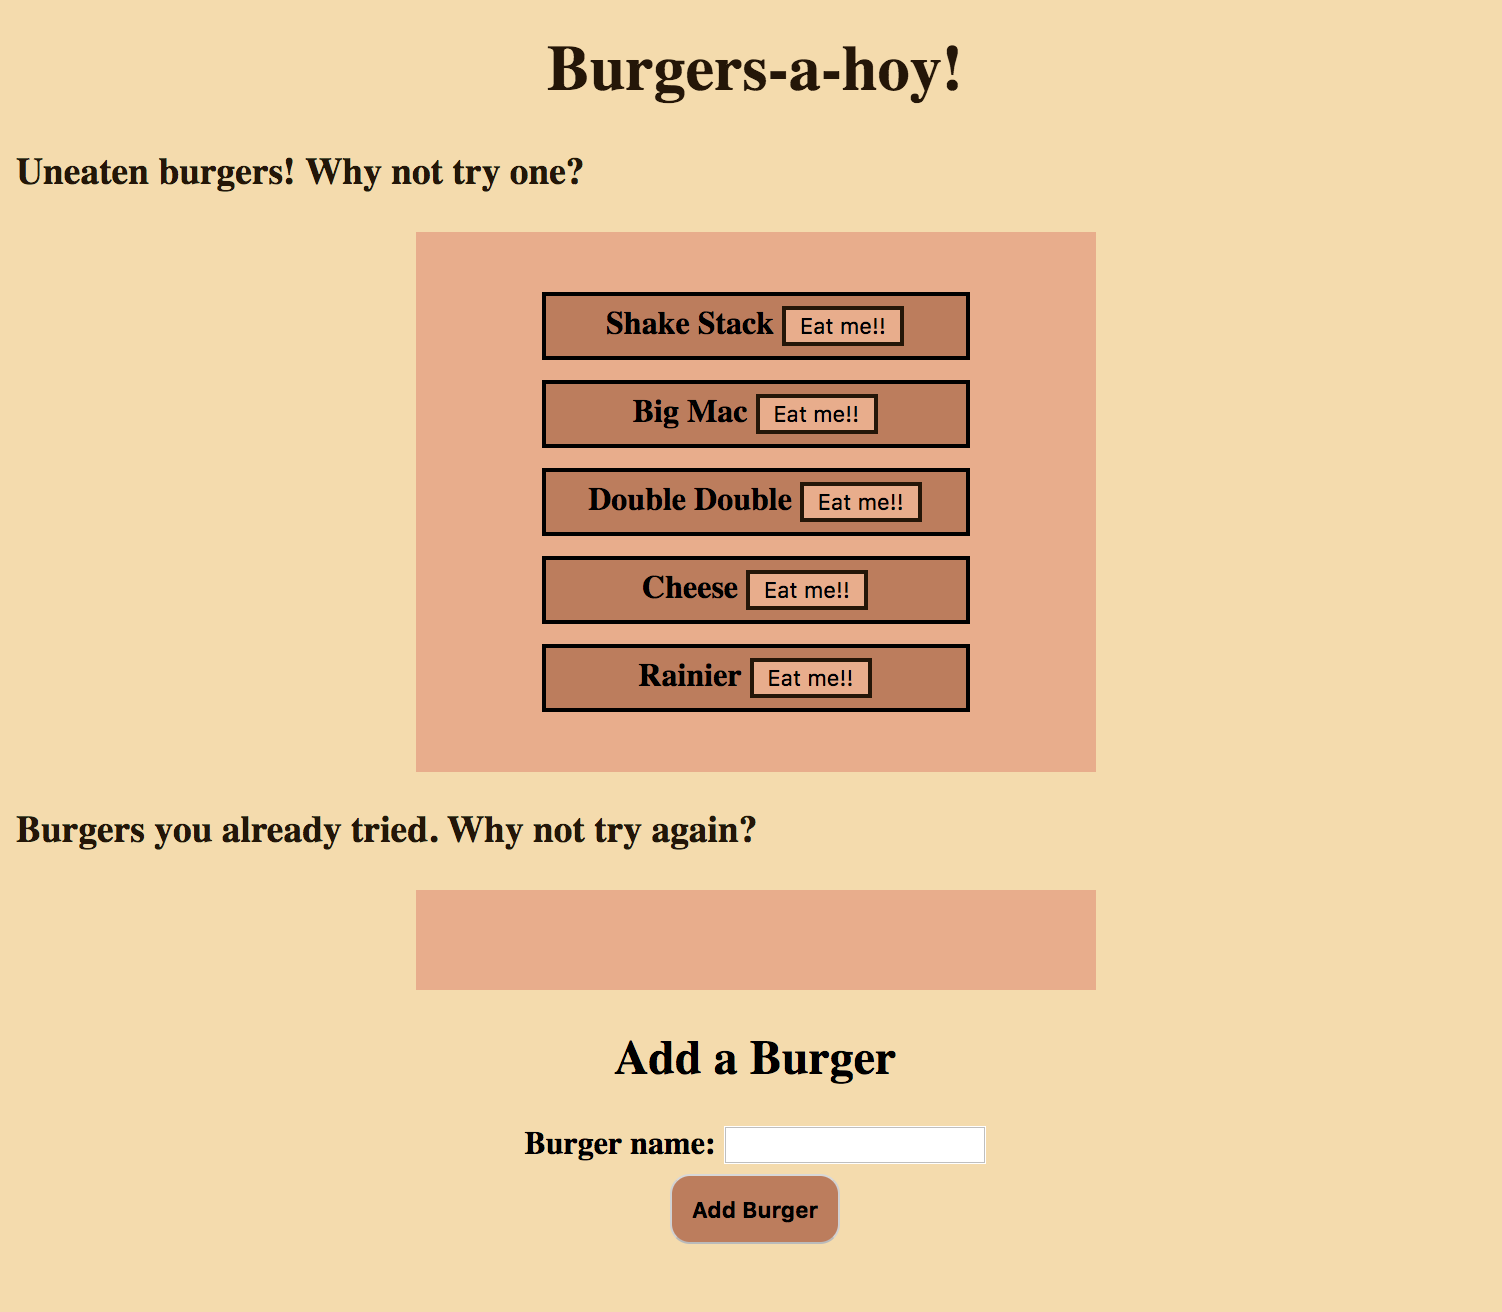 Burgers-a-hoy!
Uneaten burgers! Why not try one?
Shake Stack Eat me!!
Big Mac Eat me!!
Double Double Eat me!!
Cheese Eat me!!
Rainier Eat me!!
Burgers you already tried. Why not try again?
Add a Burger
Burger name:
Add Burger